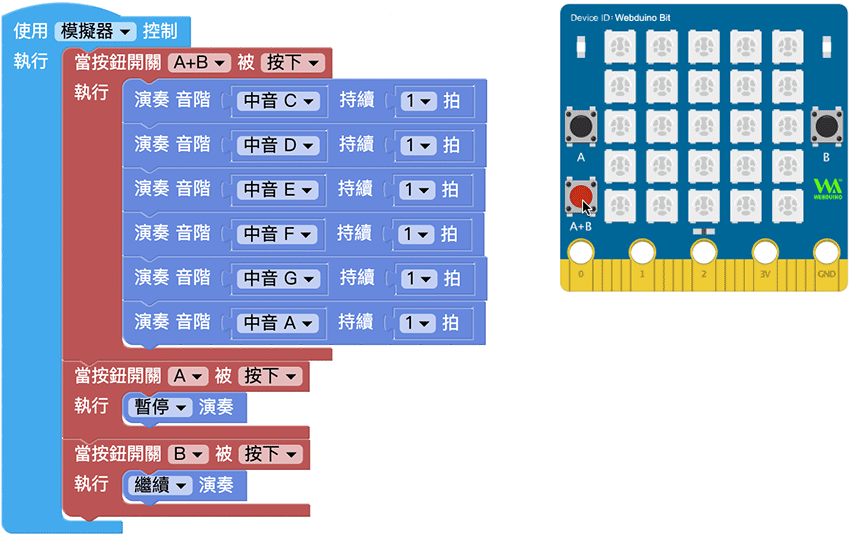 使用 模擬器 控制
執行
當按鈕開關 A+B 被 按下
執行
演奏 音階 中音 C 持續 1 拍
演奏 音階 中音 D 持續 1 拍
演奏 音階 中音 E 持續 1 拍
演奏 音階 中音 F 持續 1 拍
演奏 音階 中音 G 持續 1 拍
演奏 音階 中音 A 持續 1 拍
當按鈕開關 A 被 按下
執行 暫停 演奏
當按鈕開關 B 被 按下
執行 繼續 演奏
Device ID: Webduino Bit
A
B
WEBDUINO
A+B
0 1 2 3V GND